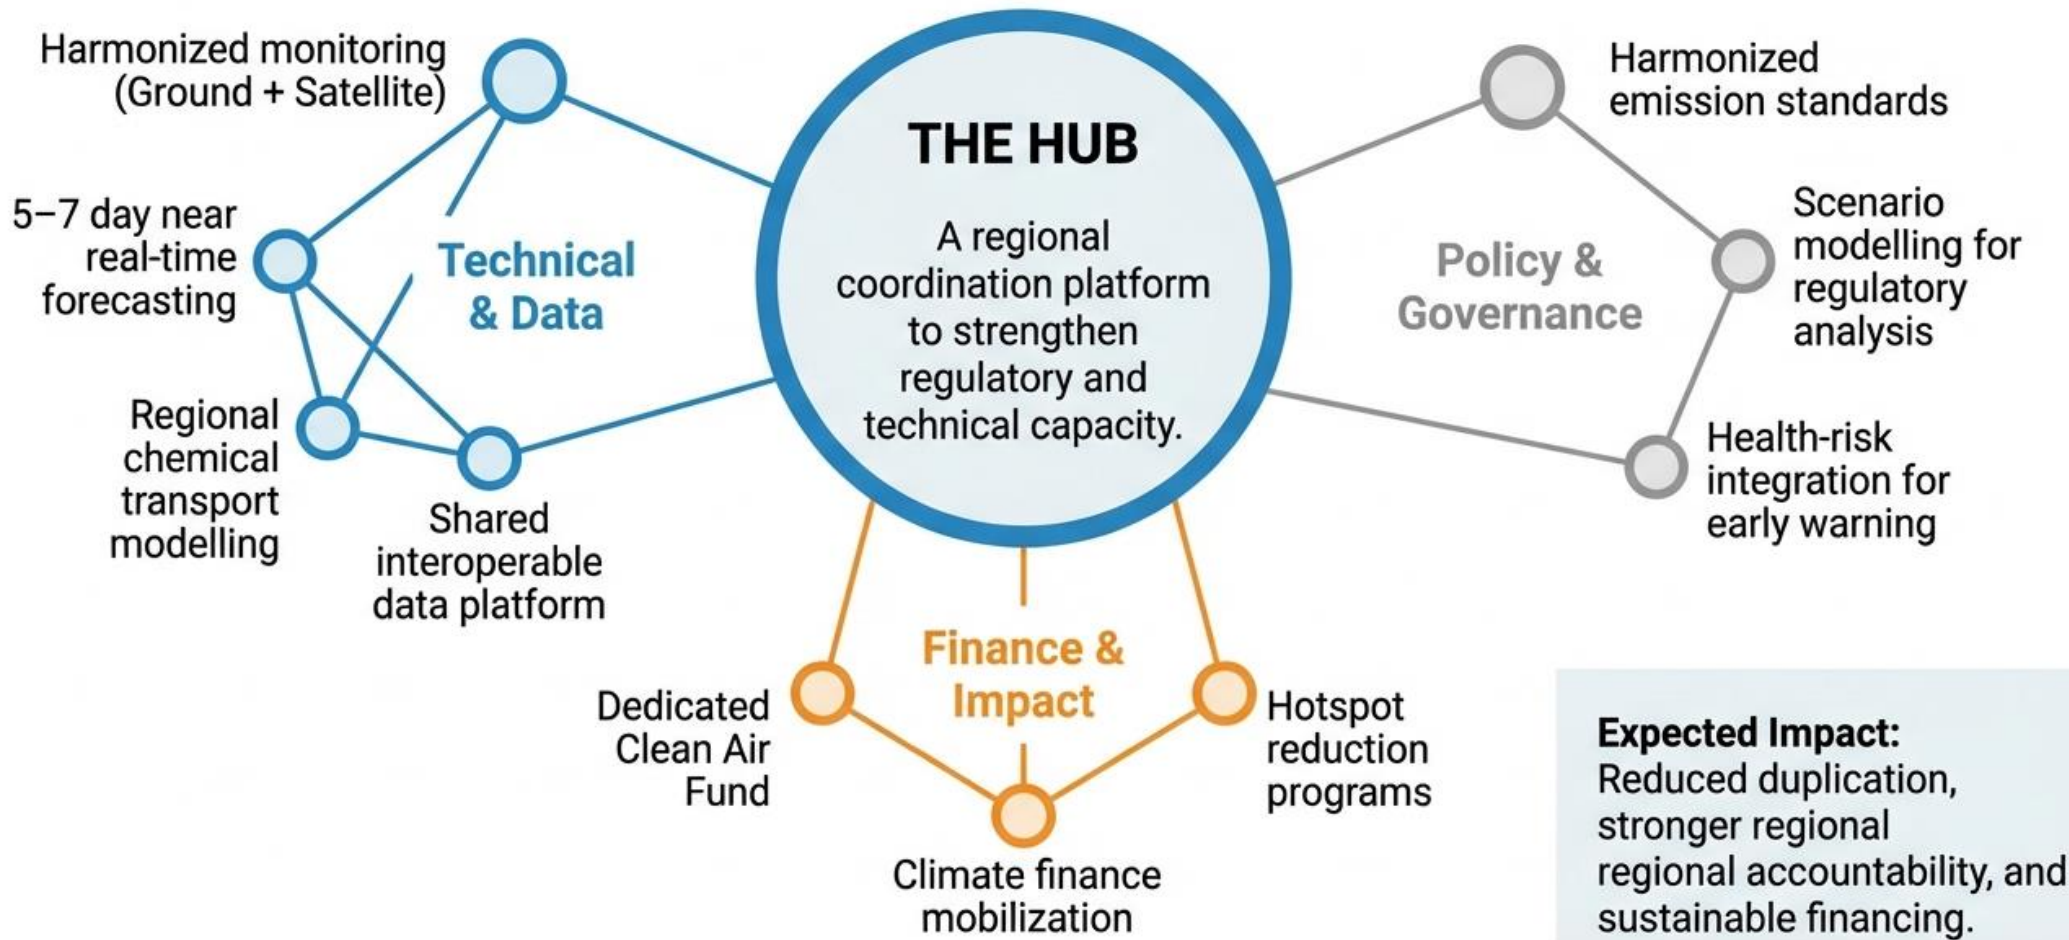 Harmonized monitoring
(Ground + Satellite)
5–7 day near
real-time
forecasting
Regional
chemical
transport
modelling
Shared
interoperable
data platform
Technical
& Data
THE HUB
A regional
coordination platform
to strengthen
regulatory and
technical capacity.
Policy &
Governance
Harmonized
emission standards
Scenario
modelling for
regulatory
analysis
Health-risk
integration for
early warning
Finance &
Impact
Dedicated
Clean Air
Fund
Climate finance
mobilization
Hotspot
reduction
programs
Expected Impact:
Reduced duplication,
stronger regional
regional accountability, and
sustainable financing.